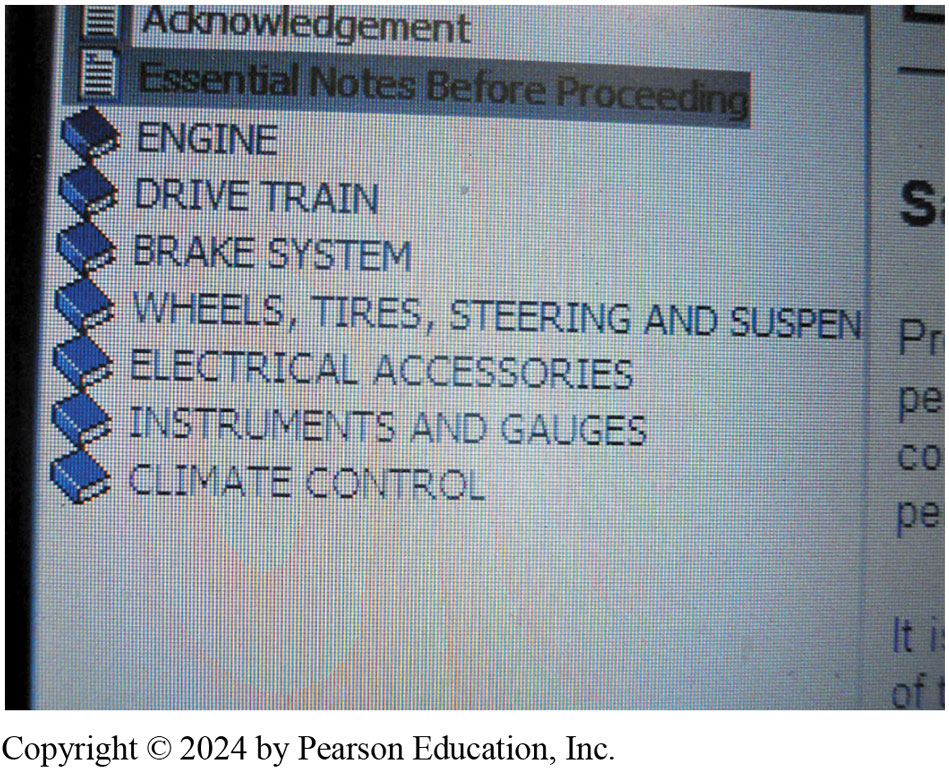 Acknowledgement
Essential Notes Before Proceeding
ENGINE
DRIVE TRAIN
BRAKE SYSTEM
WHEELS, TIRES, STEERING AND SUSPEN
ELECTRICAL ACCESSORIES
INSTRUMENTS AND GAUGES
CLIMATE CONTROL
Sa
Pr
pe
co
pe
It is
of t
Copyright © 2024 by Pearson Education, Inc.